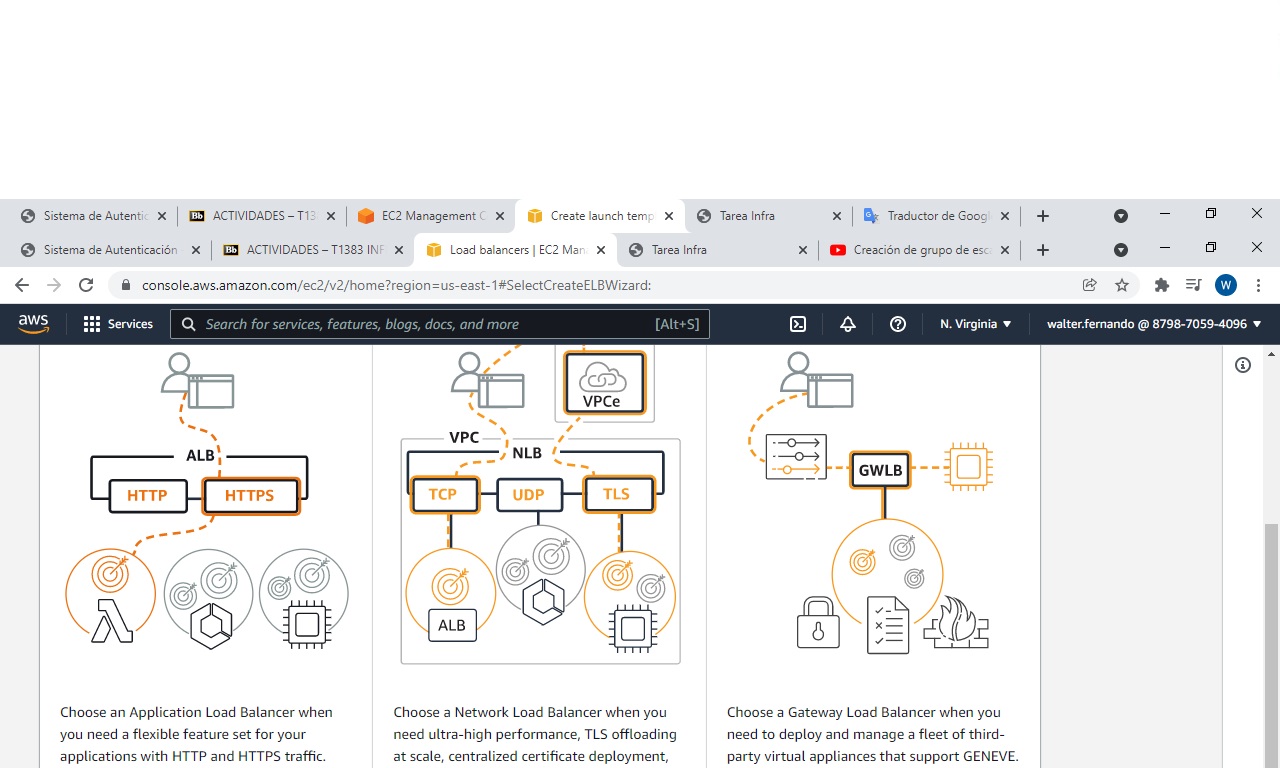 Sistema de Autentic
ACTIVIDADES – T13
EC2 Management C
Create launch temp
Tarea Infra
Traductor de Googl
Sistema de Autenticación
ACTIVIDADES – T1383 INF
Load balancers | EC2 Man
Tarea Infra
Creación de grupo de esca
console.aws.amazon.com/ec2/v2/home?region=us-east-1#SelectCreateELBWizard:
W
aws
Services
Search for services, features, blogs, docs, and more
[Alt+S]
N. Virginia
walter.fernando @ 8798-7059-4096
ALB
HTTP
HTTPS
VPCe
VPC
NLB
TCP
UDP
TLS
ALB
GWLB
Choose an Application Load Balancer when
you need a flexible feature set for your
applications with HTTP and HTTPS traffic.
Choose a Network Load Balancer when you
need ultra-high performance, TLS offloading
at scale, centralized certificate deployment,
Choose a Gateway Load Balancer when you
need to deploy and manage a fleet of third-
party virtual appliances that support GENEVE.